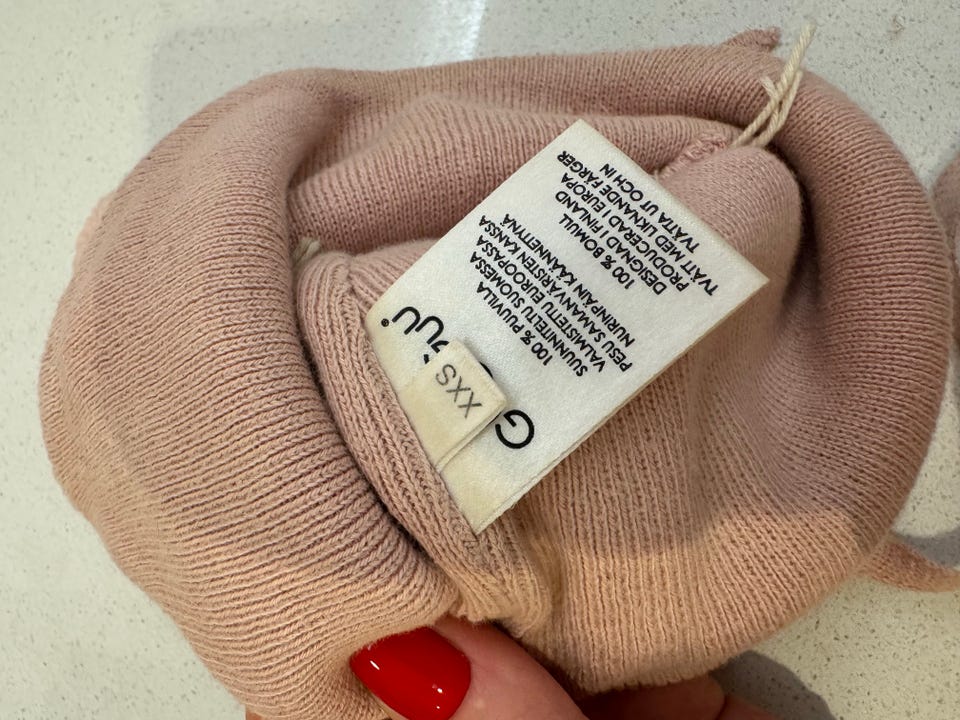 XXS
100 % PUUVILLA
SUUNNITELTU SUOMESSA
VALMISTETTU EUROOPASSA
PESU SAMANVÄRISTEN KANSSA
NURINPÄIN KÄÄNNETTYNÄ
100 % BOMULL
DESIGNAD I FINLAND
PRODUCERAD I EUROPA
TVÄTT MED LIKNANDE FÄRGER
TVÄTTA UT OCH IN